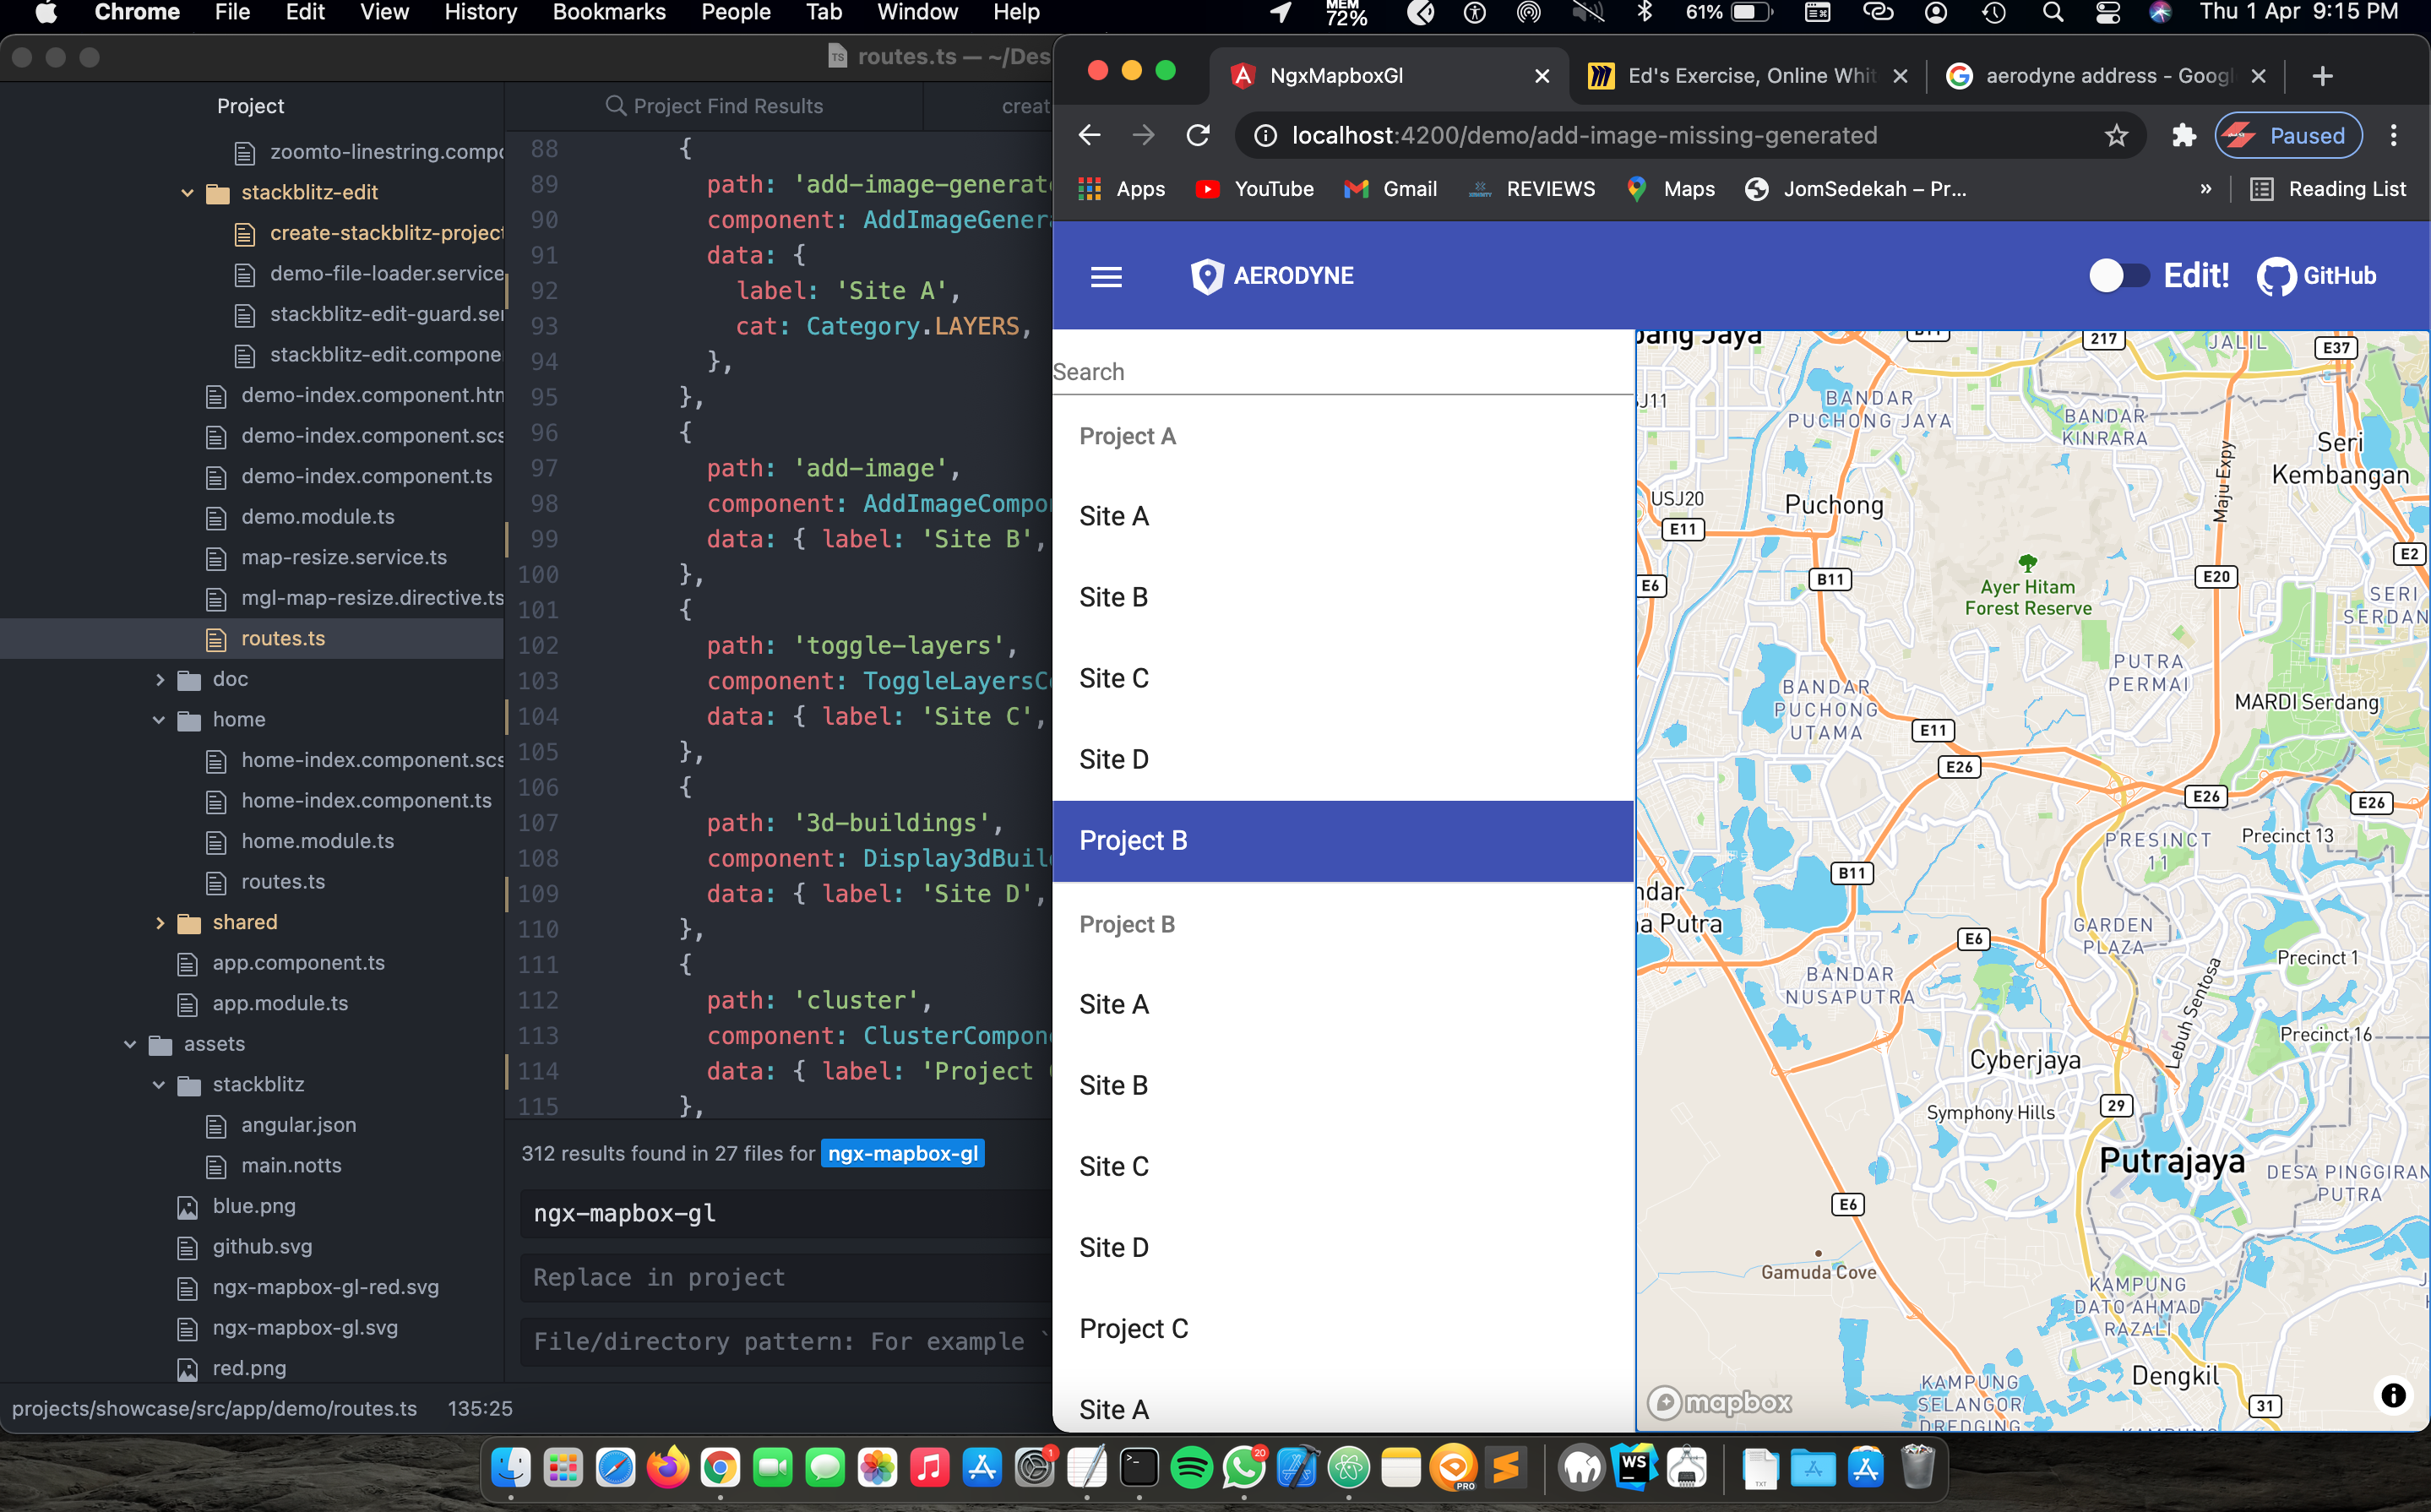 Chrome File Edit View History Bookmarks People Tab Window Help
MEM 72% 61% Thu 1 Apr 9:15 PM
routes.ts — ~/Des
Project
zoomto-linestring.compo
stackblitz-edit
create-stackblitz-project
demo-file-loader.service
stackblitz-edit-guard.ser
stackblitz-edit.compone
demo-index.component.htm
demo-index.component.scs
demo-index.component.ts
demo.module.ts
map-resize.service.ts
mgl-map-resize.directive.ts
routes.ts
doc
home
home-index.component.scs
home-index.component.ts
home.module.ts
routes.ts
shared
app.component.ts
app.module.ts
assets
stackblitz
angular.json
main.notts
blue.png
github.svg
ngx-mapbox-gl-red.svg
ngx-mapbox-gl.svg
red.png
Project Find Results creat
88 {
89 path: 'add-image-generat
90 component: AddImageGenera
91 data: {
92 label: 'Site A',
93 cat: Category.LAYERS,
94 },
95 },
96 {
97 path: 'add-image',
98 component: AddImageCompo
99 data: { label: 'Site B',
100 },
101 {
102 path: 'toggle-layers',
103 component: ToggleLayersC
104 data: { label: 'Site C',
105 },
106 {
107 path: '3d-buildings',
108 component: Display3dBuil
109 data: { label: 'Site D',
110 },
111 {
112 path: 'cluster',
113 component: ClusterCompon
114 data: { label: 'Project
115 },
312 results found in 27 files for ngx-mapbox-gl
ngx-mapbox-gl
Replace in project
File/directory pattern: For example `
projects/showcase/src/app/demo/routes.ts 135:25
NgxMapboxGl
Ed's Exercise, Online Whit
aerodyne address - Googl
localhost:4200/demo/add-image-missing-generated
Paused
Apps YouTube Gmail REVIEWS Maps JomSedekah – Pr... » Reading List
AERODYNE Edit! GitHub
Search
Project A
Site A
Site B
Site C
Site D
Project B
Project B
Site A
Site B
Site C
Site D
Project C
Site A
bang Jaya
B11
217
JALIL
E37
SJ11
BANDAR
PUCHONG JAYA
BANDAR
KINRARA
Seri
Kembangan
Maju Expy
USJ20
Puchong
E11
E2
E6
B11
Ayer Hitam
Forest Reserve
E20
SERI
SERDAN
PUTRA
PERMAI
BANDAR
PUCHONG
UTAMA
MARDI Serdang
E11
E26
E26
E26
PRESINCT
11
Precinct 13
B11
ndar
a Putra
GARDEN
PLAZA
E6
Precinct 1
BANDAR
NUSAPUTRA
Lebuh Sentosa
Precinct 16
Cyberjaya
Symphony Hills
29
Putrajaya
DESA PINGGIRAN
PUTRA
E6
Gamuda Cove
KAMPUNG
DATO AHMAD
RAZALI
Dengkil
KAMPUNG
SELANGOR
DREDGING
31
mapbox
1
20
WS
PRO
TXT